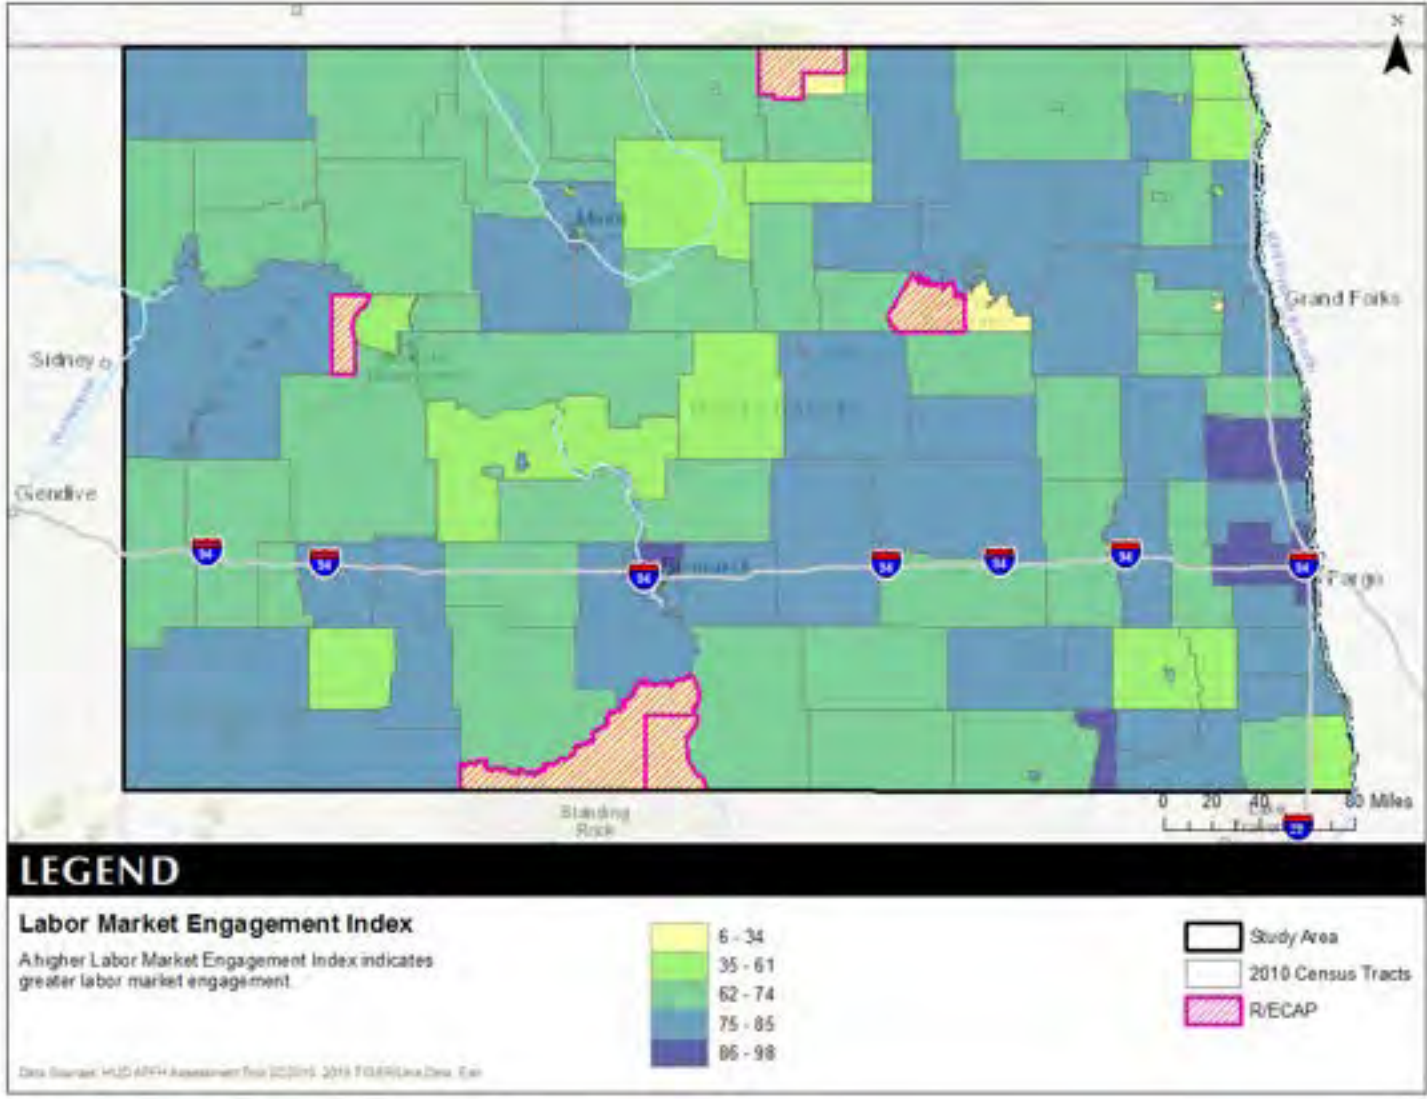 N
Grand Forks
Sidney
Glendive
94
94
94
94
94
94
94
Fargo
Standing
Rock
0 20 40 80 Miles
29
LEGEND
Labor Market Engagement Index
A higher Labor Market Engagement Index indicates
greater labor market engagement
6 - 34
35 - 61
62 - 74
75 - 85
86 - 98
Study Area
2010 Census Tracts
R/ECAP